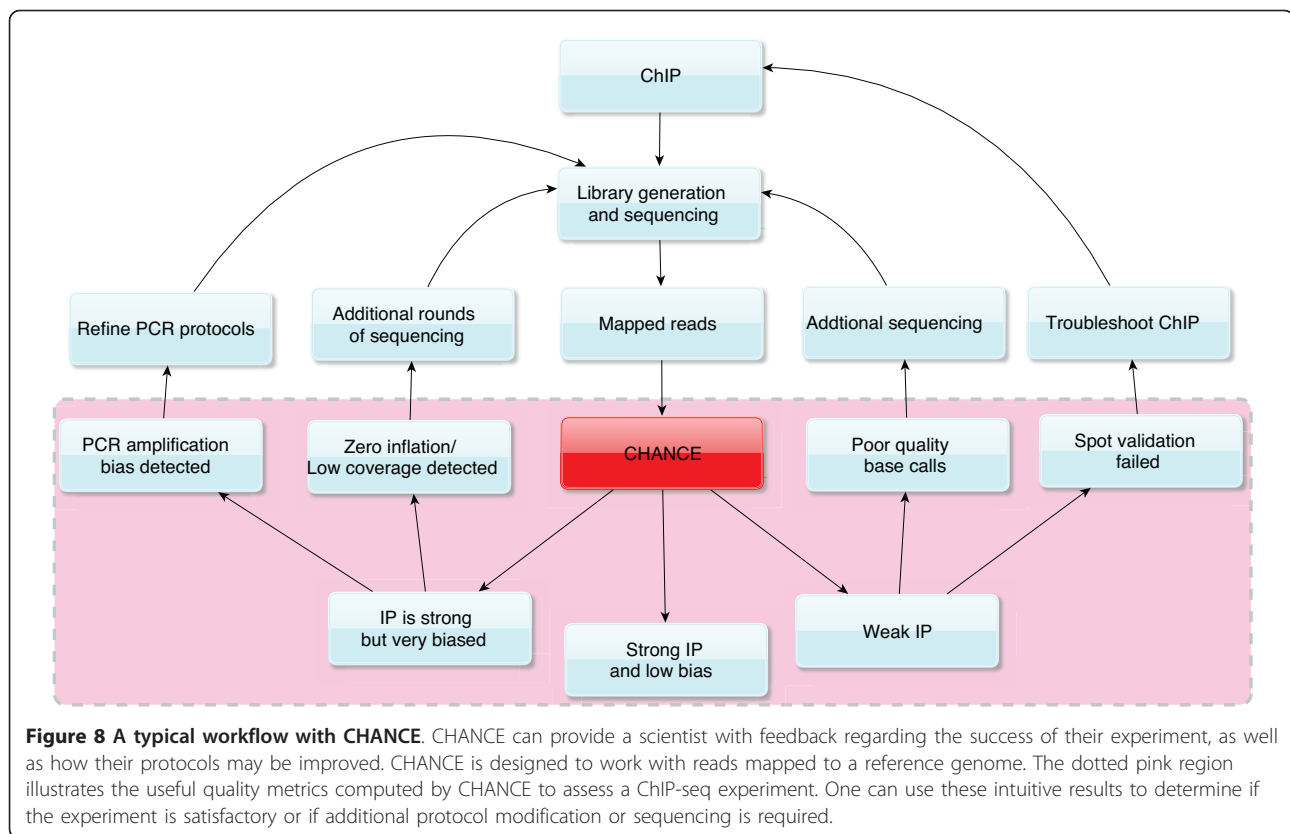 ChIP
Library generation
and sequencing
Refine PCR protocols
Additional rounds
of sequencing
Mapped reads
Addtional sequencing
Troubleshoot ChIP
PCR amplification
bias detected
Zero inflation/
Low coverage detected
CHANCE
Poor quality
base calls
Spot validation
failed
IP is strong
but very biased
Strong IP
and low bias
Weak IP
Figure 8 A typical workflow with CHANCE. CHANCE can provide a scientist with feedback regarding the success of their experiment, as well
as how their protocols may be improved. CHANCE is designed to work with reads mapped to a reference genome. The dotted pink region
illustrates the useful quality metrics computed by CHANCE to assess a ChIP-seq experiment. One can use these intuitive results to determine if
the experiment is satisfactory or if additional protocol modification or sequencing is required.